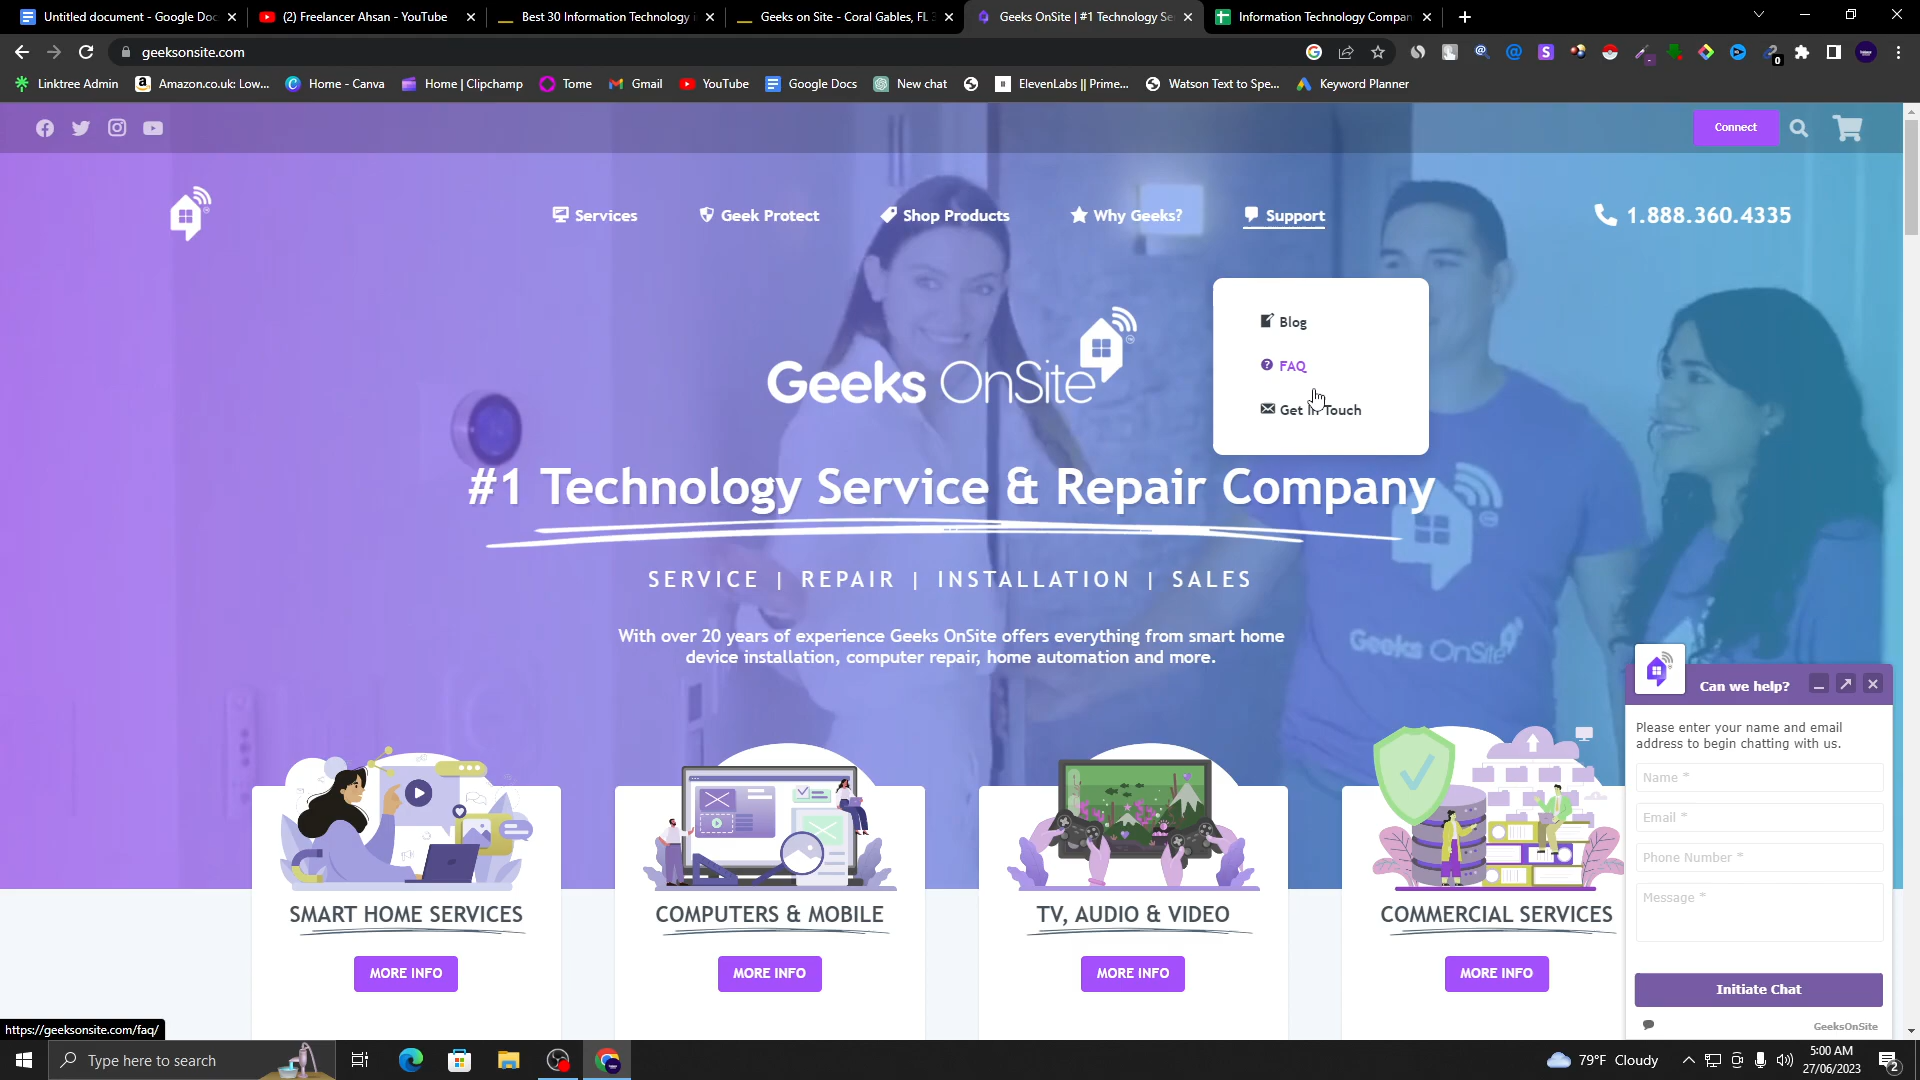 Untitled document - Google Doc
(2) Freelancer Ahsan - YouTube
Best 30 Information Technology i
Geeks on Site - Coral Gables, FL 3
Geeks OnSite | #1 Technology Se
Information Technology Compan
geeksonsite.com
Linktree Admin
Amazon.co.uk: Low...
Home - Canva
Home | Clipchamp
Tome
Gmail
YouTube
Google Docs
New chat
ElevenLabs || Prime...
Watson Text to Spe...
Keyword Planner
Connect
Services
Geek Protect
Shop Products
Why Geeks?
Support
1.888.360.4335
Blog
FAQ
Get In Touch
Geeks OnSite
#1 Technology Service & Repair Company
SERVICE | REPAIR | INSTALLATION | SALES
With over 20 years of experience Geeks OnSite offers everything from smart home
device installation, computer repair, home automation and more.
Geeks OnSite
SMART HOME SERVICES
COMPUTERS & MOBILE
TV, AUDIO & VIDEO
COMMERCIAL SERVICES
MORE INFO
MORE INFO
MORE INFO
MORE INFO
Can we help?
Please enter your name and email
address to begin chatting with us.
Name *
Email *
Phone Number *
Message *
Initiate Chat
GeeksOnSite
https://geeksonsite.com/faq/
Type here to search
79°F Cloudy
5:00 AM
27/06/2023
2